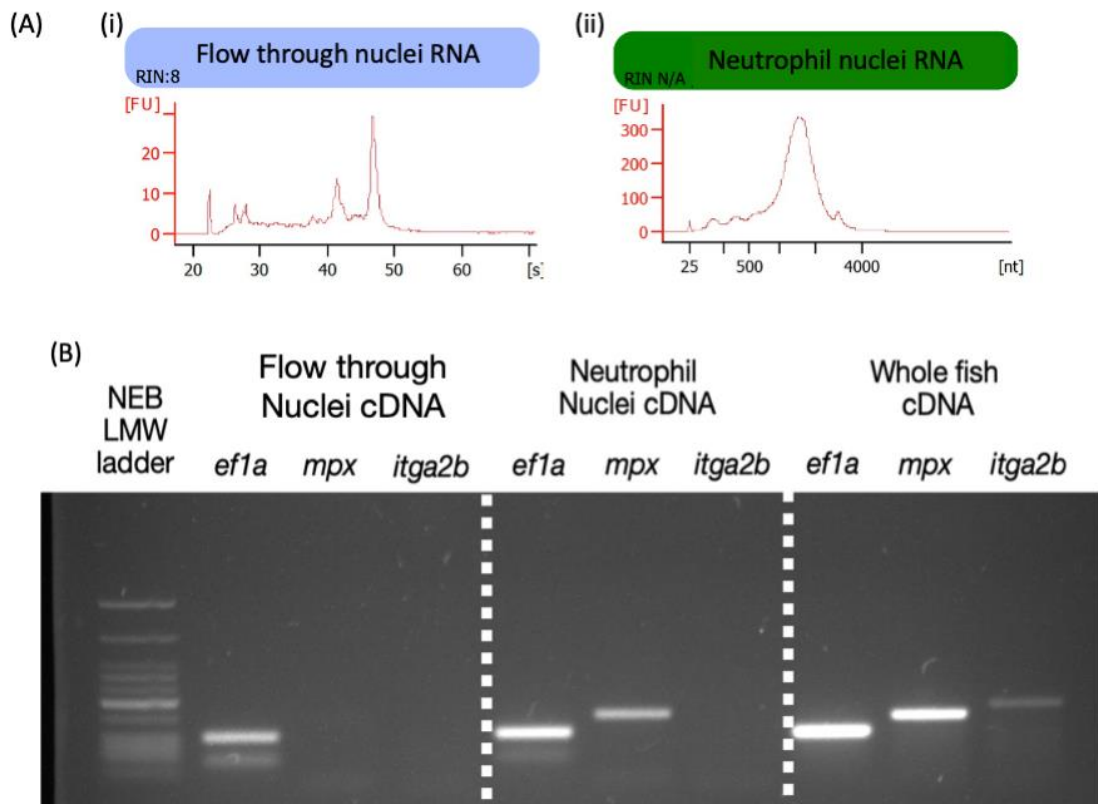 (A)
(i)
Flow through nuclei RNA
RIN:8
[FU]
20
10
0
20 30 40 50 60 [s]
(ii)
Neutrophil nuclei RNA
RIN N/A
[FU]
300
200
100
0
25 500 4000 [nt]
(B)
NEB
LMW
ladder
Flow through
Nuclei cDNA
ef1a mpx itga2b
Neutrophil
Nuclei cDNA
ef1a mpx itga2b
Whole fish
cDNA
ef1a mpx itga2b